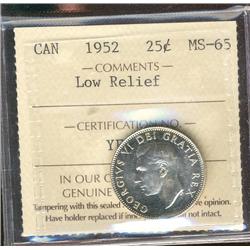 CAN 1952 25¢ MS-65
COMMENTS
Low Relief
CERTIFICATION NO.
IN OUR
GENUINE
Tampering with this sealed opinion.
Have holder replaced if not intact.
GEORGIVS VI DEI GRATIA REX